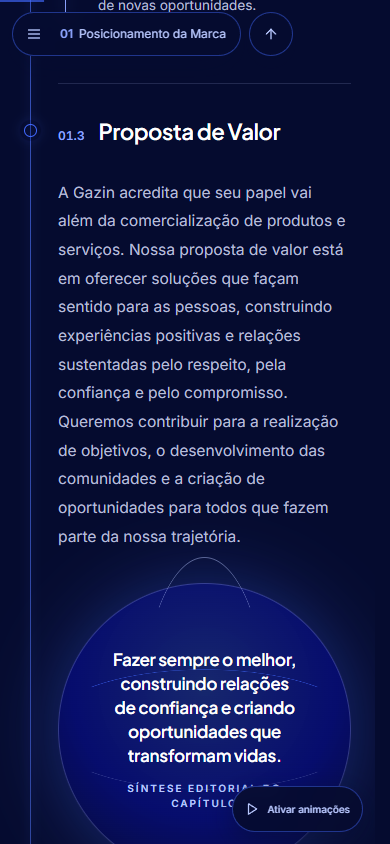 de novas oportunidades.
01 Posicionamento da Marca
01.3 Proposta de Valor
A Gazin acredita que seu papel vai
além da comercialização de produtos e
serviços. Nossa proposta de valor está
em oferecer soluções que façam
sentido para as pessoas, construindo
experiências positivas e relações
sustentadas pelo respeito, pela
confiança e pelo compromisso.
Queremos contribuir para a realização
de objetivos, o desenvolvimento das
comunidades e a criação de
oportunidades para todos que fazem
parte da nossa trajetória.
Fazer sempre o melhor,
construindo relações
de confiança e criando
oportunidades que
transformam vidas.
SÍNTESE EDITORIAL
CAPÍTULO
Ativar animações